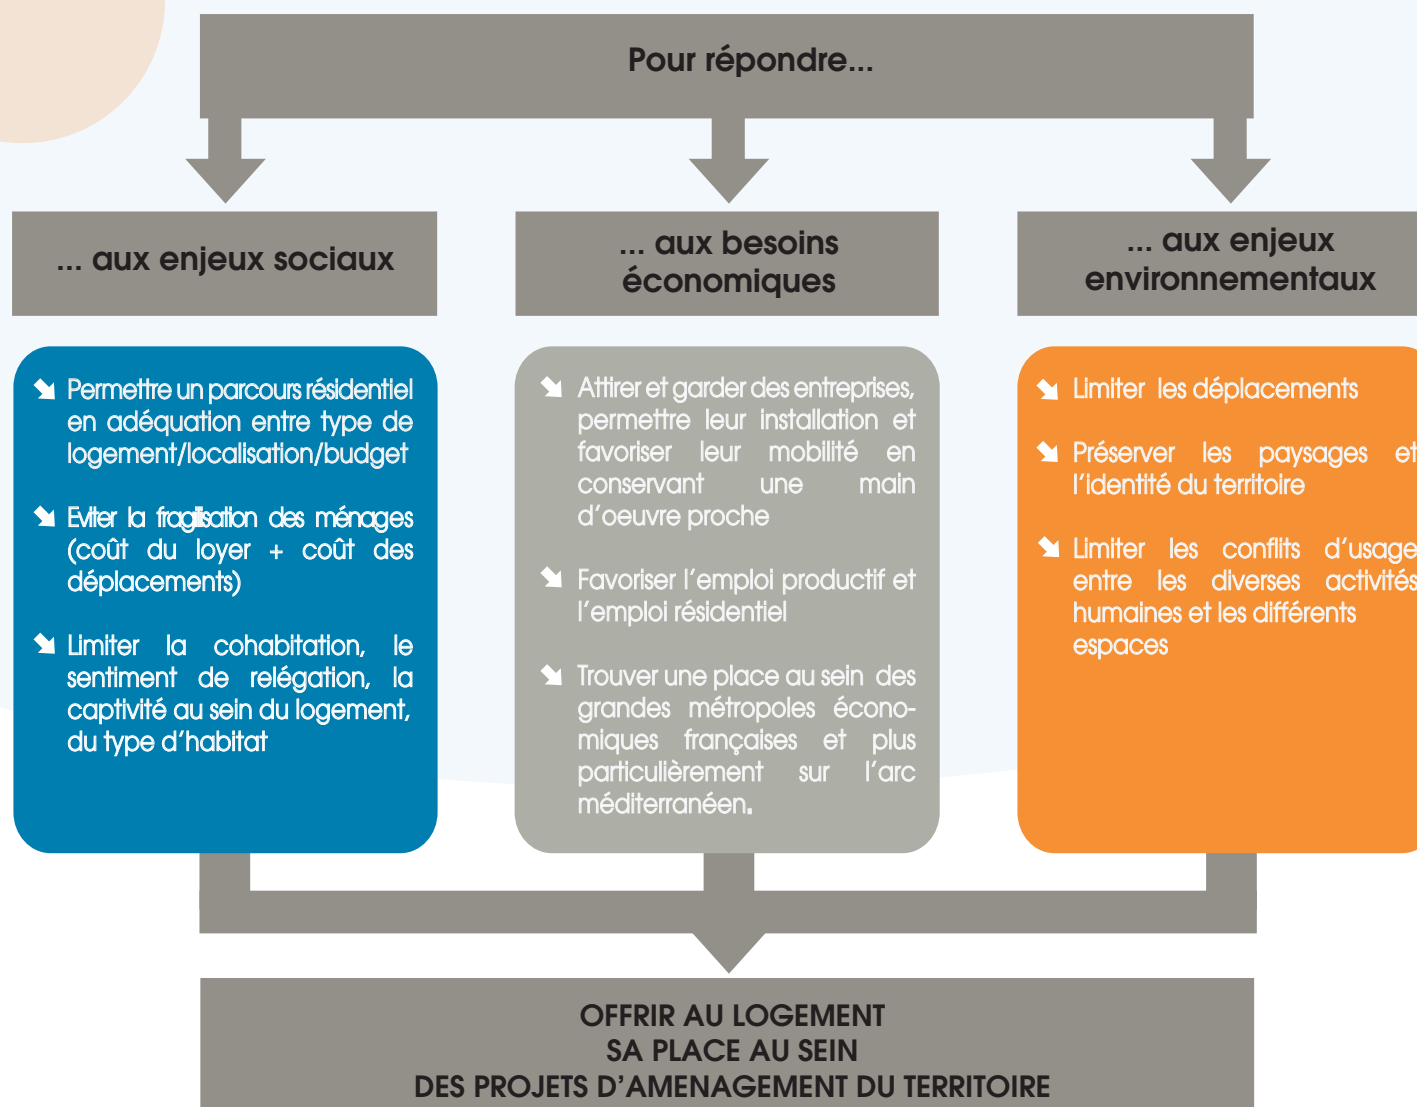 Pour répondre...
... aux enjeux sociaux
Permettre un parcours résidentiel
en adéquation entre type de
logement/localisation/budget
Eviter la fragilisation des ménages
(coût du loyer + coût des
déplacements)
Limiter la cohabitation, le
sentiment de relégation, la
captivité au sein du logement,
du type d'habitat
... aux besoins
économiques
Attirer et garder des entreprises,
permettre leur installation et
favoriser leur mobilité en
conservant une main
d'oeuvre proche
Favoriser l'emploi productif et
l'emploi résidentiel
Trouver une place au sein des
grandes métropoles écono-
miques françaises et plus
particulièrement sur l'arc
méditerranéen.
... aux enjeux
environnementaux
Limiter les déplacements
Préserver les paysages et
l'identité du territoire
Limiter les conflits d'usage
entre les diverses activités
humaines et les différents
espaces
OFFRIR AU LOGEMENT
SA PLACE AU SEIN
DES PROJETS D'AMENAGEMENT DU TERRITOIRE